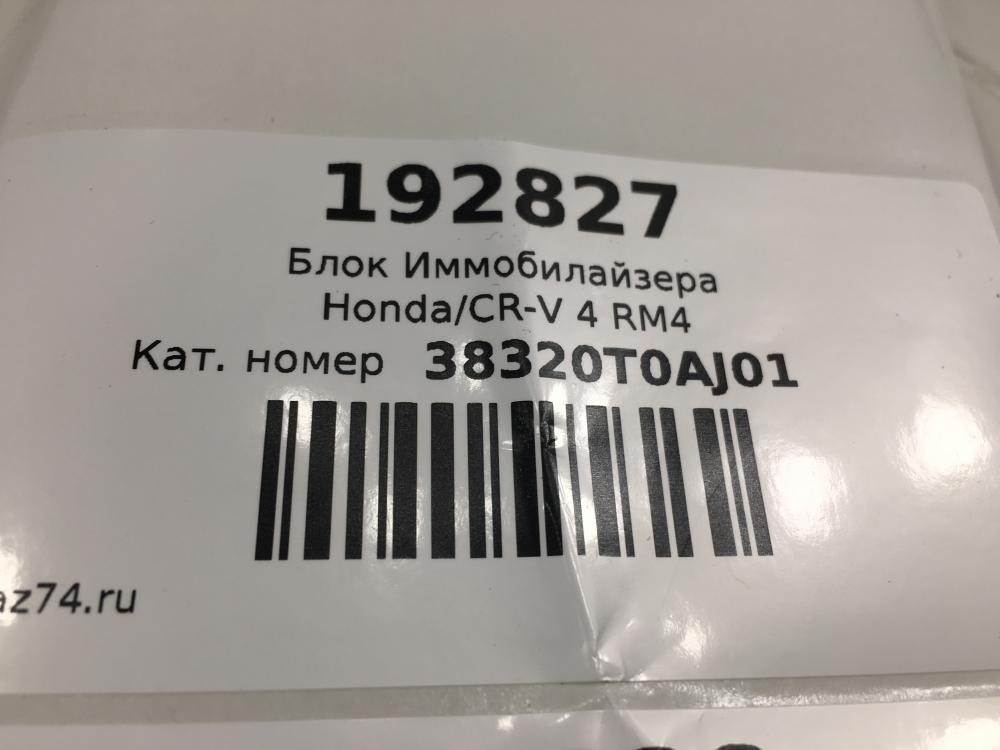 192827
Блок Иммобилайзера
Honda/CR-V 4 RM4
Кат. номер 38320T0AJ01
az74.ru